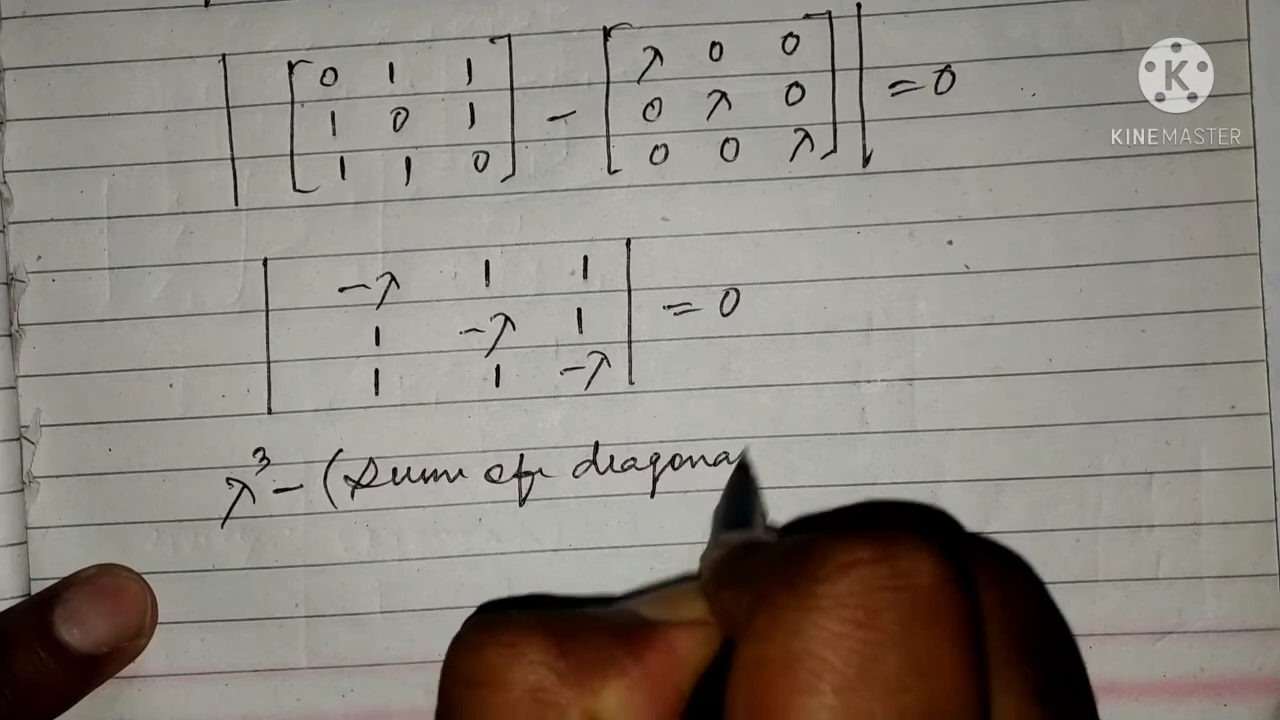 | [ 0 1 1 ] - [ λ 0 0 ] | = 0
[ 1 0 1 ] [ 0 λ 0 ]
[ 1 1 0 ] [ 0 0 λ ]
| -λ 1 1 | = 0
| 1 -λ 1 |
| 1 1 -λ |
λ³ - (Sum of diagona
K
KINEMASTER